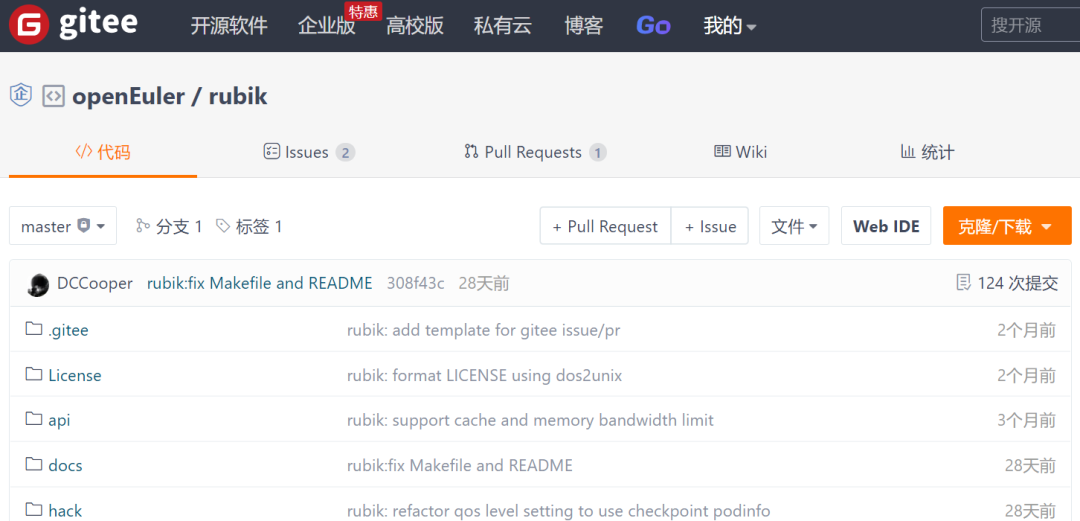 gitee 开源软件 企业版 特惠 高校版 私有云 博客 Go 我的 搜开源
企 openEuler / rubik
代码 Issues 2 Pull Requests 1 Wiki 统计
master 分支 1 标签 1 + Pull Request + Issue 文件 Web IDE 克隆/下载
DCCooper rubik:fix Makefile and README 308f43c 28天前 124 次提交
.gitee rubik: add template for gitee issue/pr 2个月前
License rubik: format LICENSE using dos2unix 2个月前
api rubik: support cache and memory bandwidth limit 3个月前
docs rubik:fix Makefile and README 28天前
hack rubik: refactor qos level setting to use checkpoint podinfo 28天前